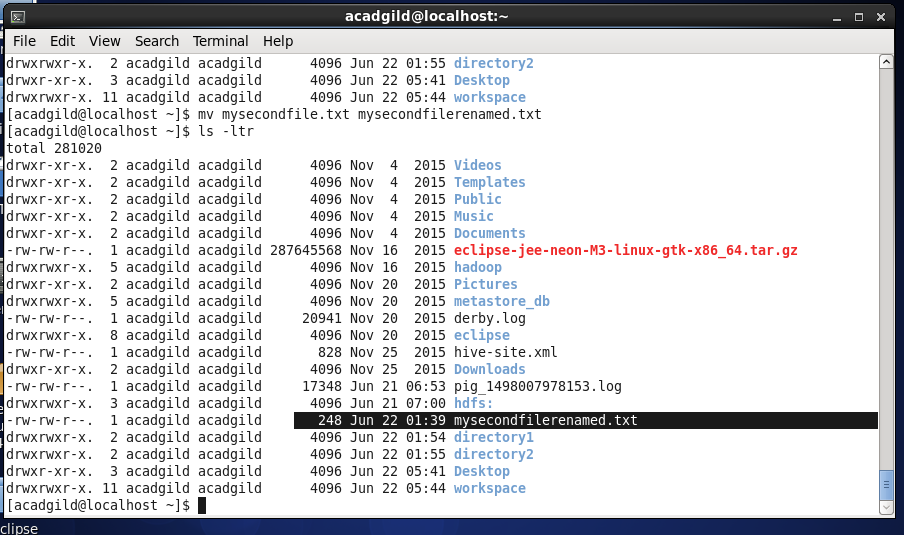 acadgild@localhost:~
File Edit View Search Terminal Help
drwxrwxr-x.  2 acadgild acadgild      4096 Jun 22 01:55 directory2
drwxr-xr-x.  3 acadgild acadgild      4096 Jun 22 05:41 Desktop
drwxrwxr-x. 11 acadgild acadgild      4096 Jun 22 05:44 workspace
[acadgild@localhost ~]$ mv mysecondfile.txt mysecondfilerenamed.txt
[acadgild@localhost ~]$ ls -ltr
total 281020
drwxr-xr-x.  2 acadgild acadgild      4096 Nov  4  2015 Videos
drwxr-xr-x.  2 acadgild acadgild      4096 Nov  4  2015 Templates
drwxr-xr-x.  2 acadgild acadgild      4096 Nov  4  2015 Public
drwxr-xr-x.  2 acadgild acadgild      4096 Nov  4  2015 Music
drwxr-xr-x.  2 acadgild acadgild      4096 Nov  4  2015 Documents
-rw-rw-r--.  1 acadgild acadgild 287645568 Nov 16  2015 eclipse-jee-neon-M3-linux-gtk-x86_64.tar.gz
drwxrwxr-x.  5 acadgild acadgild      4096 Nov 16  2015 hadoop
drwxr-xr-x.  2 acadgild acadgild      4096 Nov 20  2015 Pictures
drwxrwxr-x.  5 acadgild acadgild      4096 Nov 20  2015 metastore_db
-rw-rw-r--.  1 acadgild acadgild     20941 Nov 20  2015 derby.log
drwxrwxr-x.  8 acadgild acadgild      4096 Nov 20  2015 eclipse
-rw-rw-r--.  1 acadgild acadgild       828 Nov 25  2015 hive-site.xml
drwxr-xr-x.  2 acadgild acadgild      4096 Nov 25  2015 Downloads
-rw-rw-r--.  1 acadgild acadgild     17348 Jun 21 06:53 pig_1498007978153.log
drwxrwxr-x.  3 acadgild acadgild      4096 Jun 21 07:00 hdfs:
-rw-rw-r--.  1 acadgild acadgild       248 Jun 22 01:39 mysecondfilerenamed.txt
drwxrwxr-x.  2 acadgild acadgild      4096 Jun 22 01:54 directory1
drwxrwxr-x.  2 acadgild acadgild      4096 Jun 22 01:55 directory2
drwxr-xr-x.  3 acadgild acadgild      4096 Jun 22 05:41 Desktop
drwxrwxr-x. 11 acadgild acadgild      4096 Jun 22 05:44 workspace
[acadgild@localhost ~]$
clipse